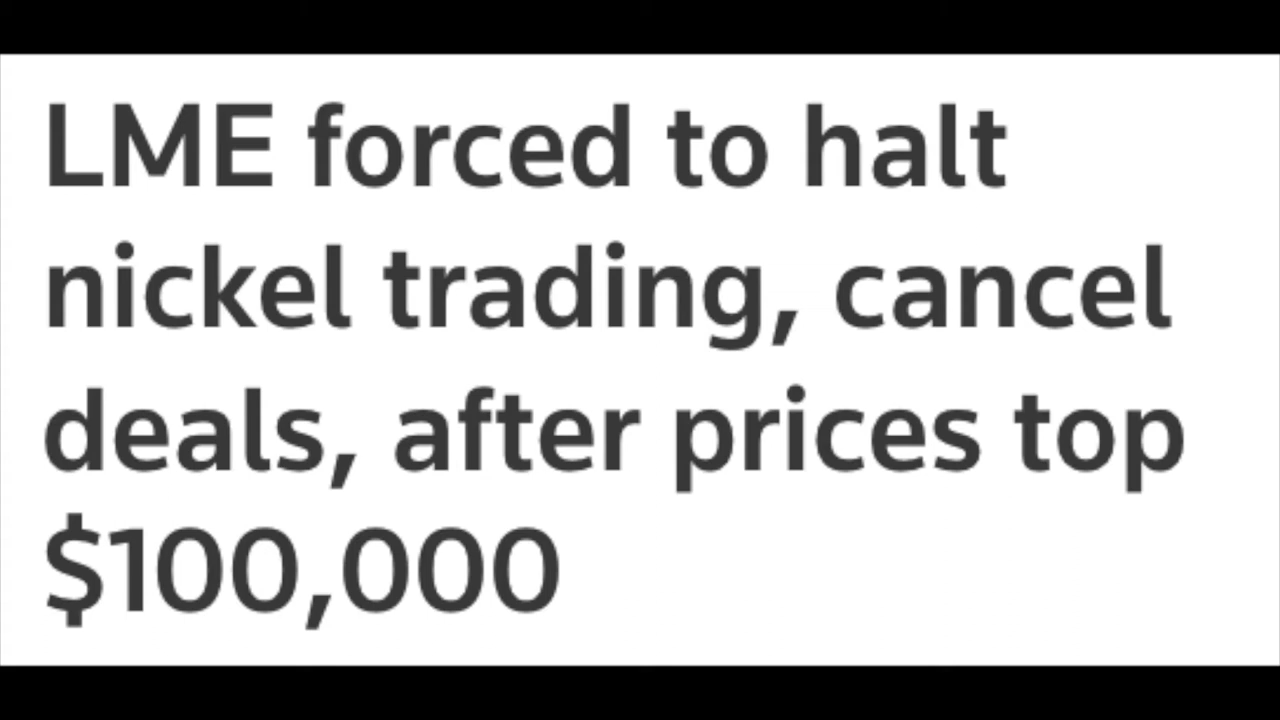 LME forced to halt
nickel trading, cancel
deals, after prices top
$100,000